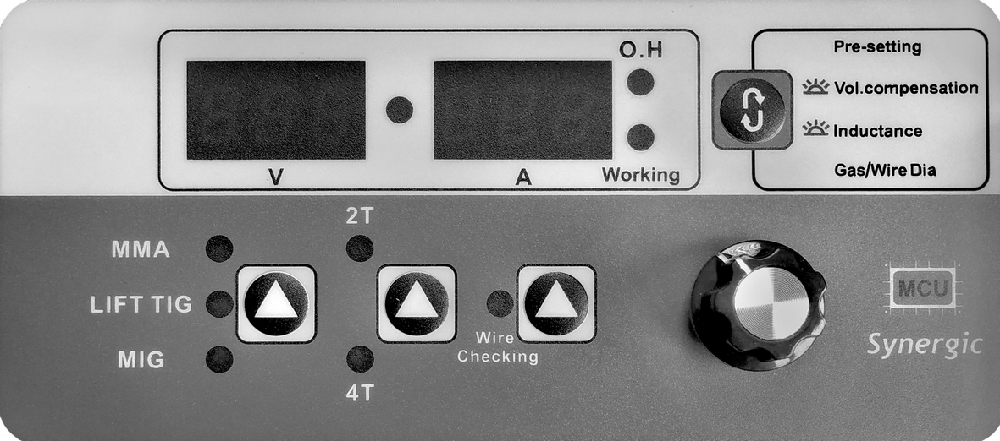 O.H
V
A
Working
Pre-setting
Vol.compensation
Inductance
Gas/Wire Dia
MMA
LIFT TIG
MIG
2T
4T
Wire
Checking
MCU
Synergic